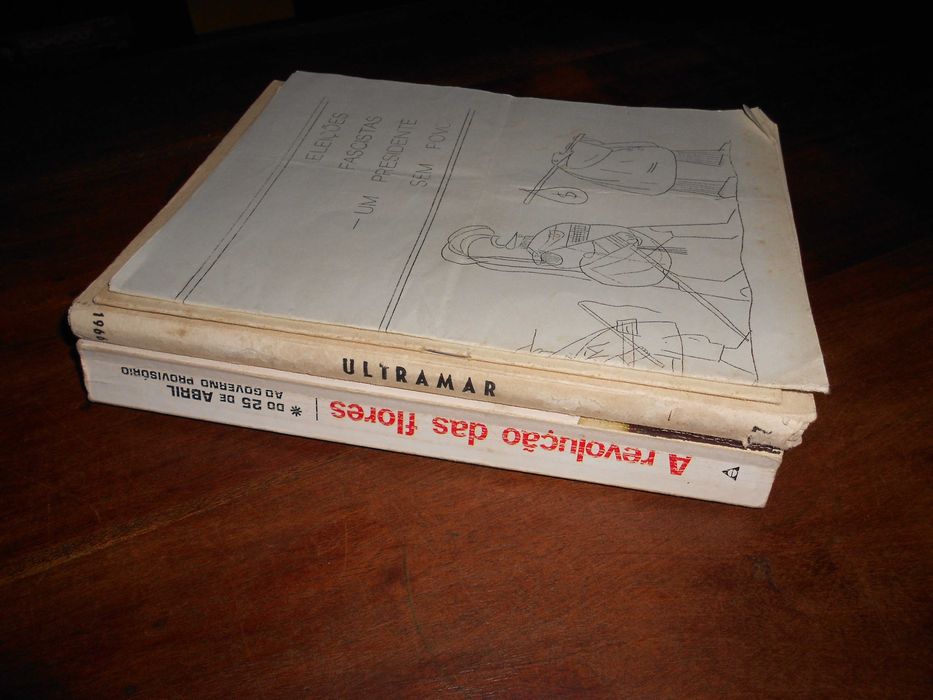 ELEIÇÕES
FASCISTAS
– UM PRESIDENTE
SEM POVO
$
1966
ULTRAMAR
A revolução das flores
* DO 25 DE ABRIL
AO GOVERNO PROVISÓRIO